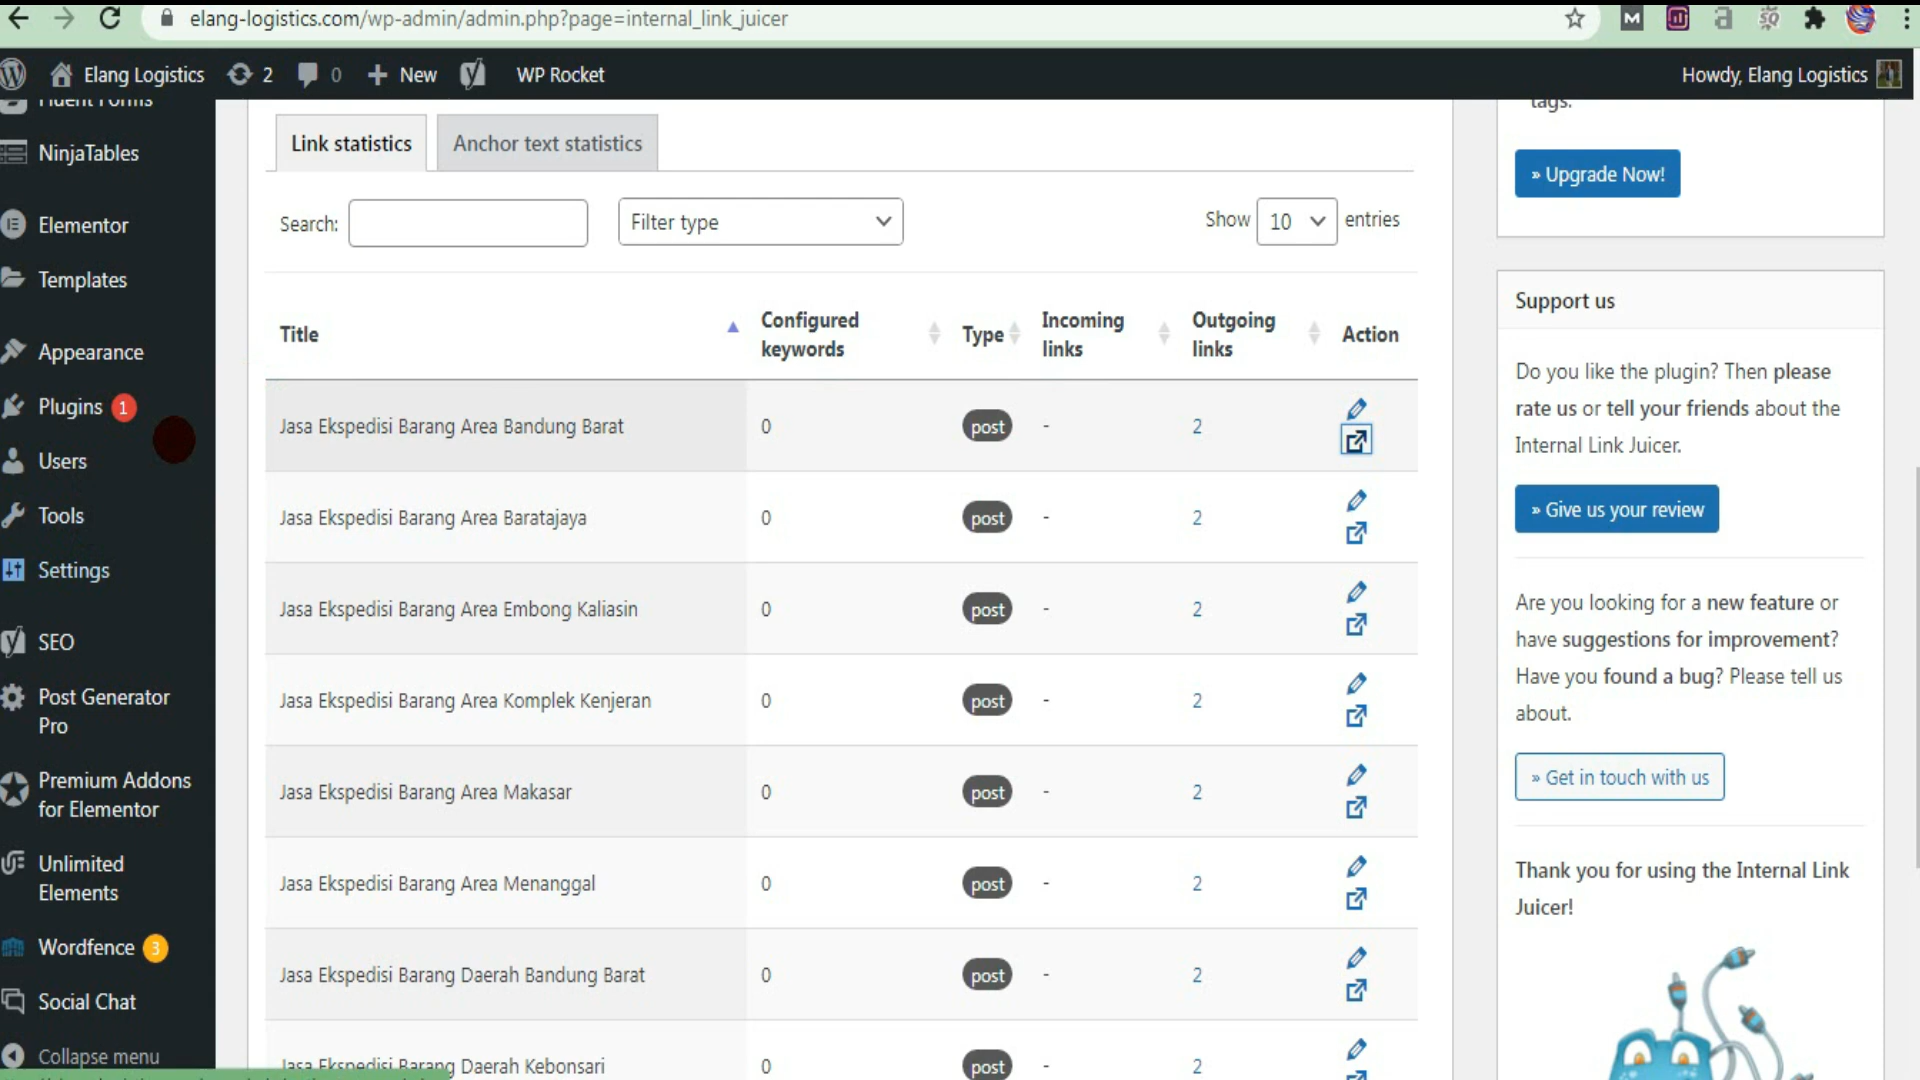 elang-logistics.com/wp-admin/admin.php?page=internal_link_juicer
Elang Logistics 2 0 New WP Rocket Howdy, Elang Logistics
Fluent Forms
NinjaTables
Elementor
Templates
Appearance
Plugins 1
Users
Tools
Settings
SEO
Post Generator
Pro
Premium Addons
for Elementor
Unlimited
Elements
Wordfence 3
Social Chat
Collapse menu
Link statistics Anchor text statistics
Search: Filter type Show 10 entries
Title Configured keywords Type Incoming links Outgoing links Action
Jasa Ekspedisi Barang Area Bandung Barat 0 post - 2
Jasa Ekspedisi Barang Area Baratajaya 0 post - 2
Jasa Ekspedisi Barang Area Embong Kaliasin 0 post - 2
Jasa Ekspedisi Barang Area Komplek Kenjeran 0 post - 2
Jasa Ekspedisi Barang Area Makasar 0 post - 2
Jasa Ekspedisi Barang Area Menanggal 0 post - 2
Jasa Ekspedisi Barang Daerah Bandung Barat 0 post - 2
Jasa Ekspedisi Barang Daerah Kebonsari 0 post - 2
tags.
» Upgrade Now!
Support us
Do you like the plugin? Then please
rate us or tell your friends about the
Internal Link Juicer.
» Give us your review
Are you looking for a new feature or
have suggestions for improvement?
Have you found a bug? Please tell us
about.
» Get in touch with us
Thank you for using the Internal Link
Juicer!